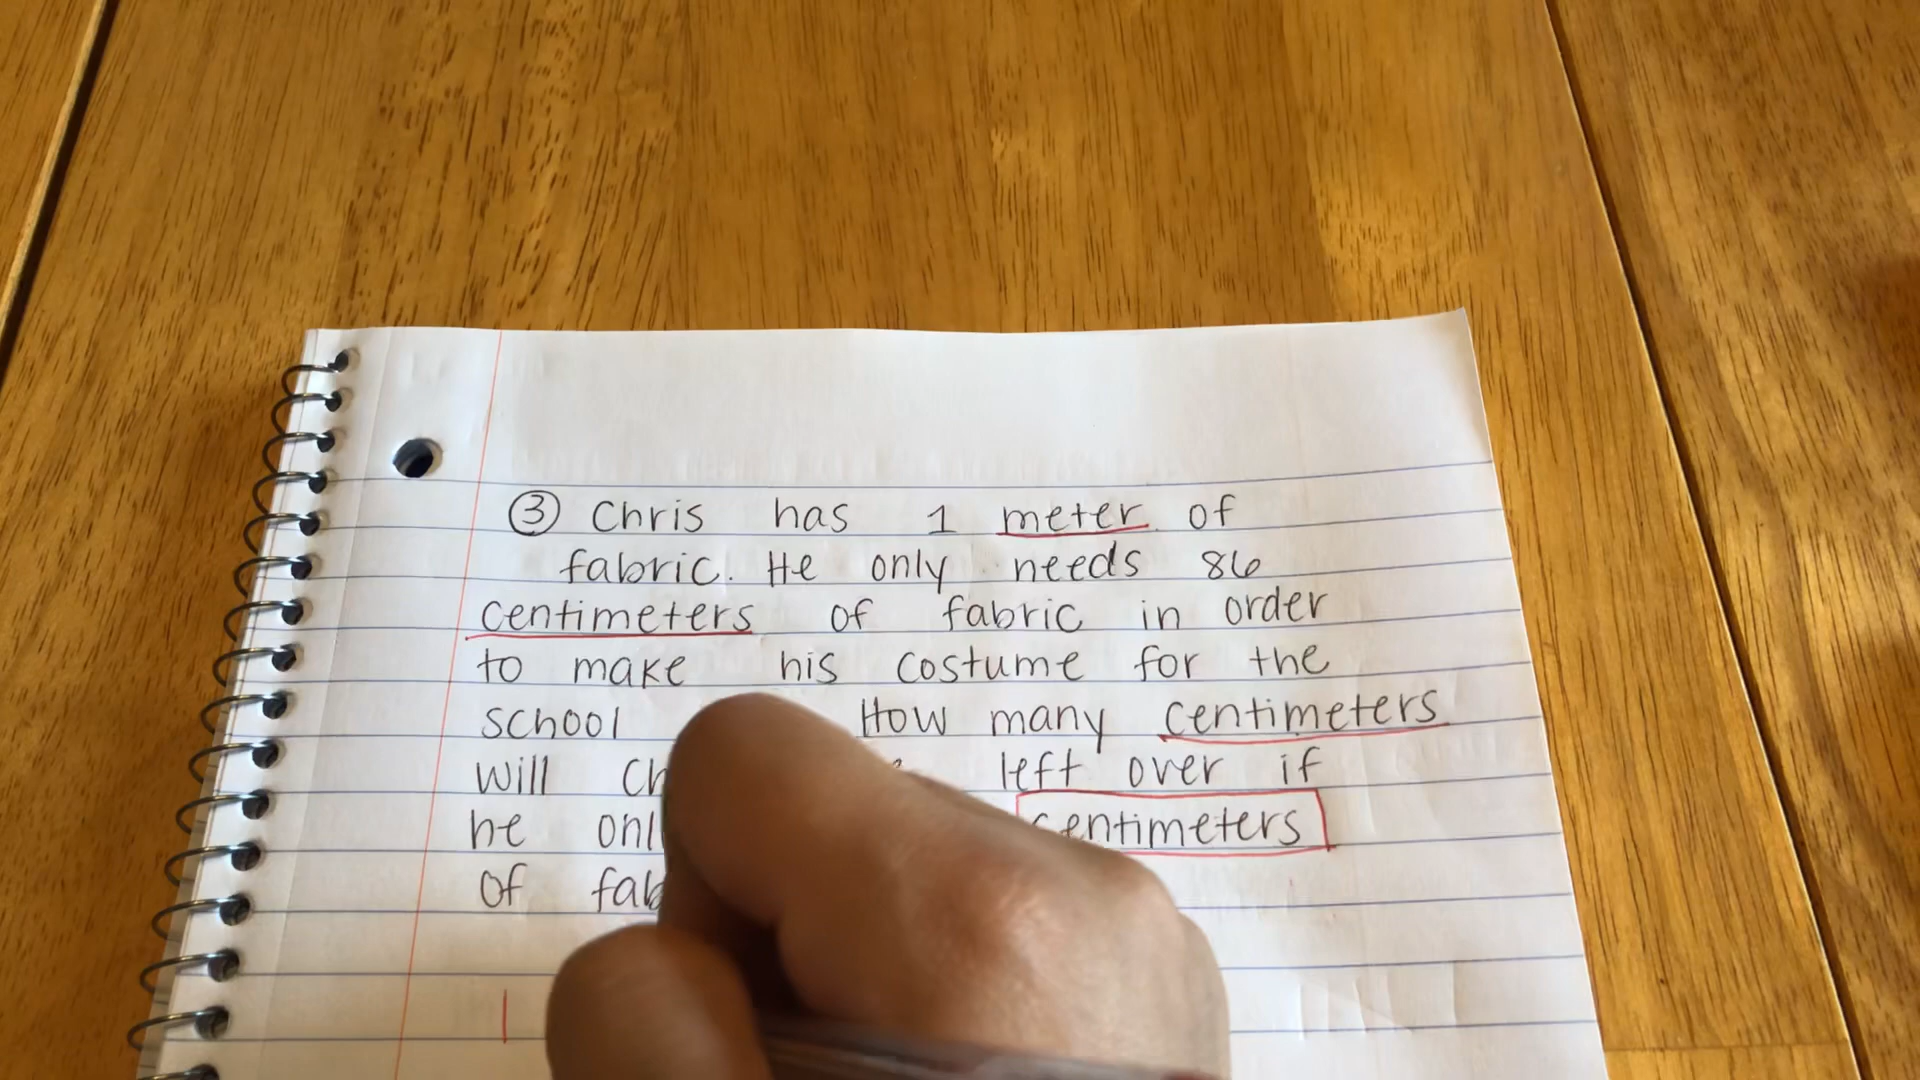 ③ Chris has 1 meter of
fabric. He only needs 86
centimeters of fabric in order
to make his costume for the
school How many centimeters
will left over if
he centimeters
of
1